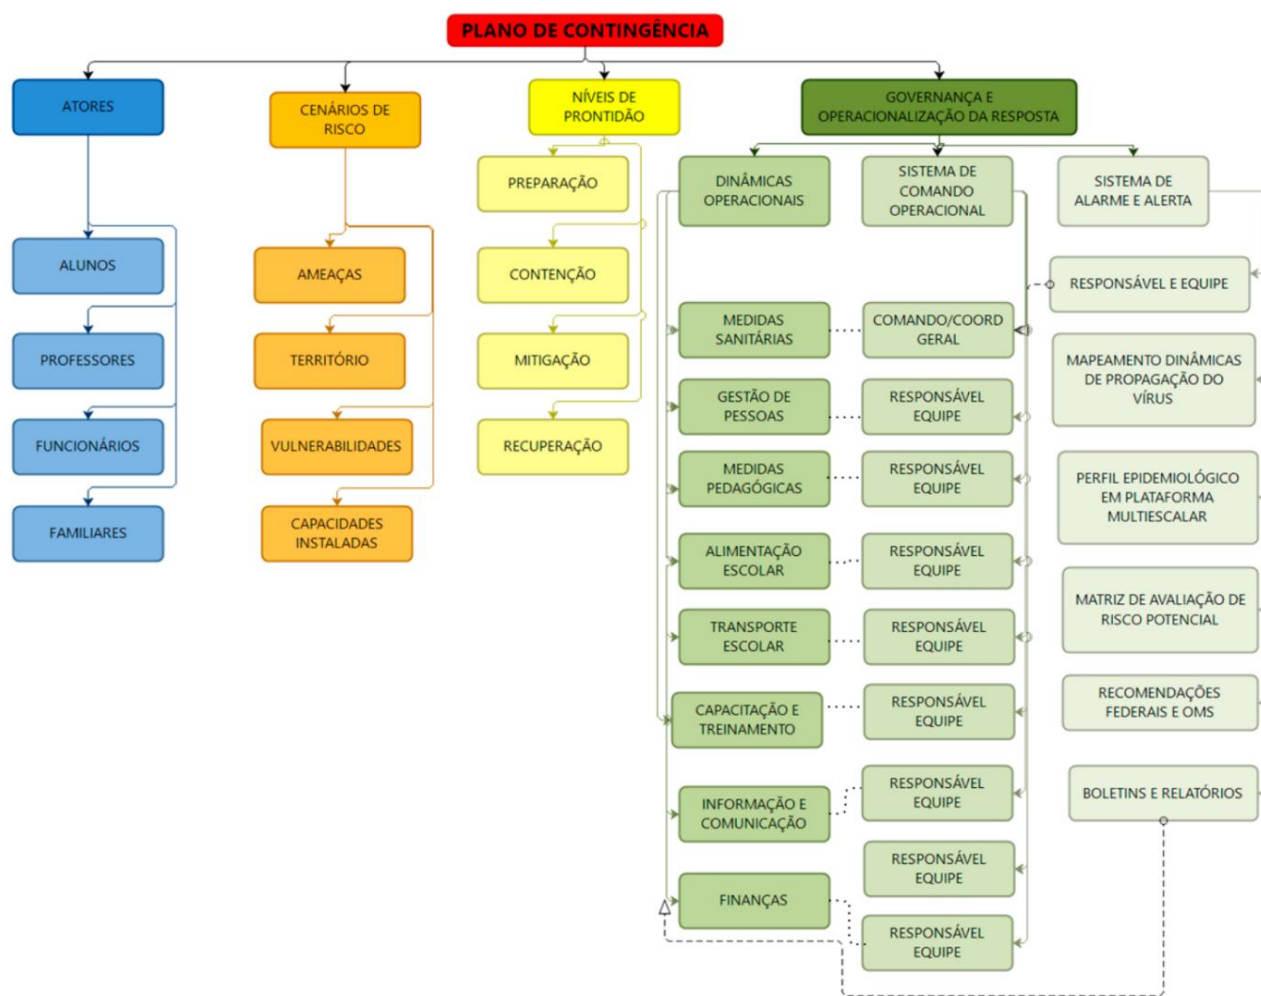 PLANO DE CONTINGÊNCIA
ATORES
ALUNOS
PROFESSORES
FUNCIONÁRIOS
FAMILIARES
CENÁRIOS DE
RISCO
AMEAÇAS
TERRITÓRIO
VULNERABILIDADES
CAPACIDADES
INSTALADAS
NÍVEIS DE
PRONTIDÃO
PREPARAÇÃO
CONTENÇÃO
MITIGAÇÃO
RECUPERAÇÃO
GOVERNANÇA E
OPERACIONALIZAÇÃO DA RESPOSTA
DINÂMICAS
OPERACIONAIS
MEDIDAS
SANITÁRIAS
GESTÃO DE
PESSOAS
MEDIDAS
PEDAGÓGICAS
ALIMENTAÇÃO
ESCOLAR
TRANSPORTE
ESCOLAR
CAPACITAÇÃO E
TREINAMENTO
INFORMAÇÃO E
COMUNICAÇÃO
FINANÇAS
SISTEMA DE
COMANDO
OPERACIONAL
COMANDO/COORD
GERAL
RESPONSÁVEL
EQUIPE
RESPONSÁVEL
EQUIPE
RESPONSÁVEL
EQUIPE
RESPONSÁVEL
EQUIPE
RESPONSÁVEL
EQUIPE
RESPONSÁVEL
EQUIPE
RESPONSÁVEL
EQUIPE
RESPONSÁVEL
EQUIPE
SISTEMA DE
ALARME E ALERTA
RESPONSÁVEL E EQUIPE
MAPEAMENTO DINÂMICAS
DE PROPAGAÇÃO DO
VÍRUS
PERFIL EPIDEMIOLÓGICO
EM PLATAFORMA
MULTIESCALAR
MATRIZ DE AVALIAÇÃO DE
RISCO POTENCIAL
RECOMENDAÇÕES
FEDERAIS E OMS
BOLETINS E RELATÓRIOS